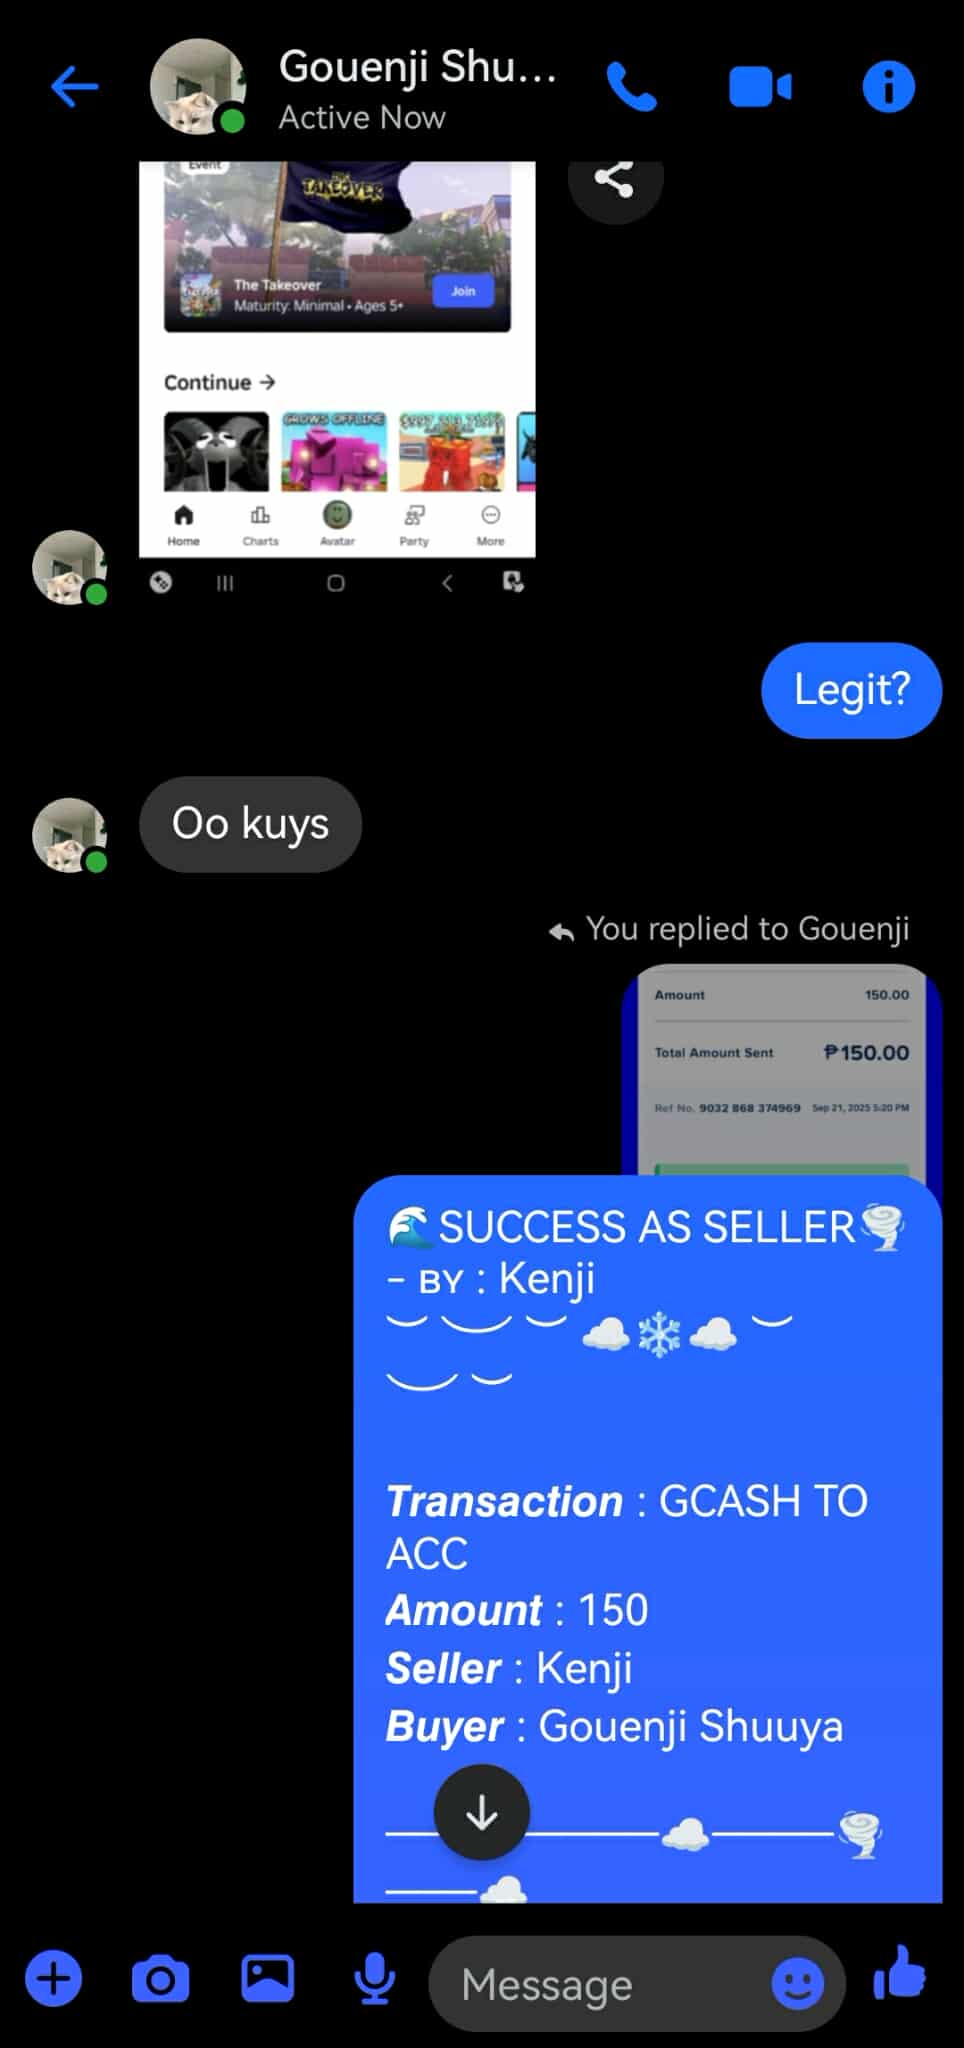 Gouenji Shu...
Active Now
Event
THE
TAKEOVER
The Takeover
Maturity: Minimal • Ages 5+
Join
Continue →
GROWS OFFLINE
Home
Charts
Avatar
Party
More
Legit?
Oo kuys
You replied to Gouenji
Amount 150.00
Total Amount Sent ₱150.00
Ref No. 9032 868 374969 Sep 21, 2025 5:20 PM
🌊SUCCESS AS SELLER🌪️
- ʙʏ : Kenji
︶︶︶☁️❄️☁️︶
︶︶
Transaction : GCASH TO
ACC
Amount : 150
Seller : Kenji
Buyer : Gouenji Shuuya
Message